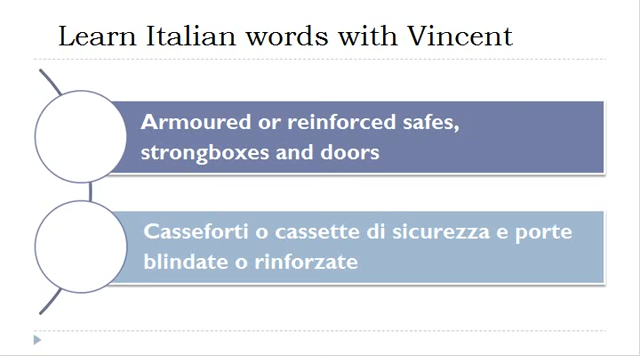 Learn Italian words with Vincent
Armoured or reinforced safes,
strongboxes and doors
Casseforti o cassette di sicurezza e porte
blindate o rinforzate